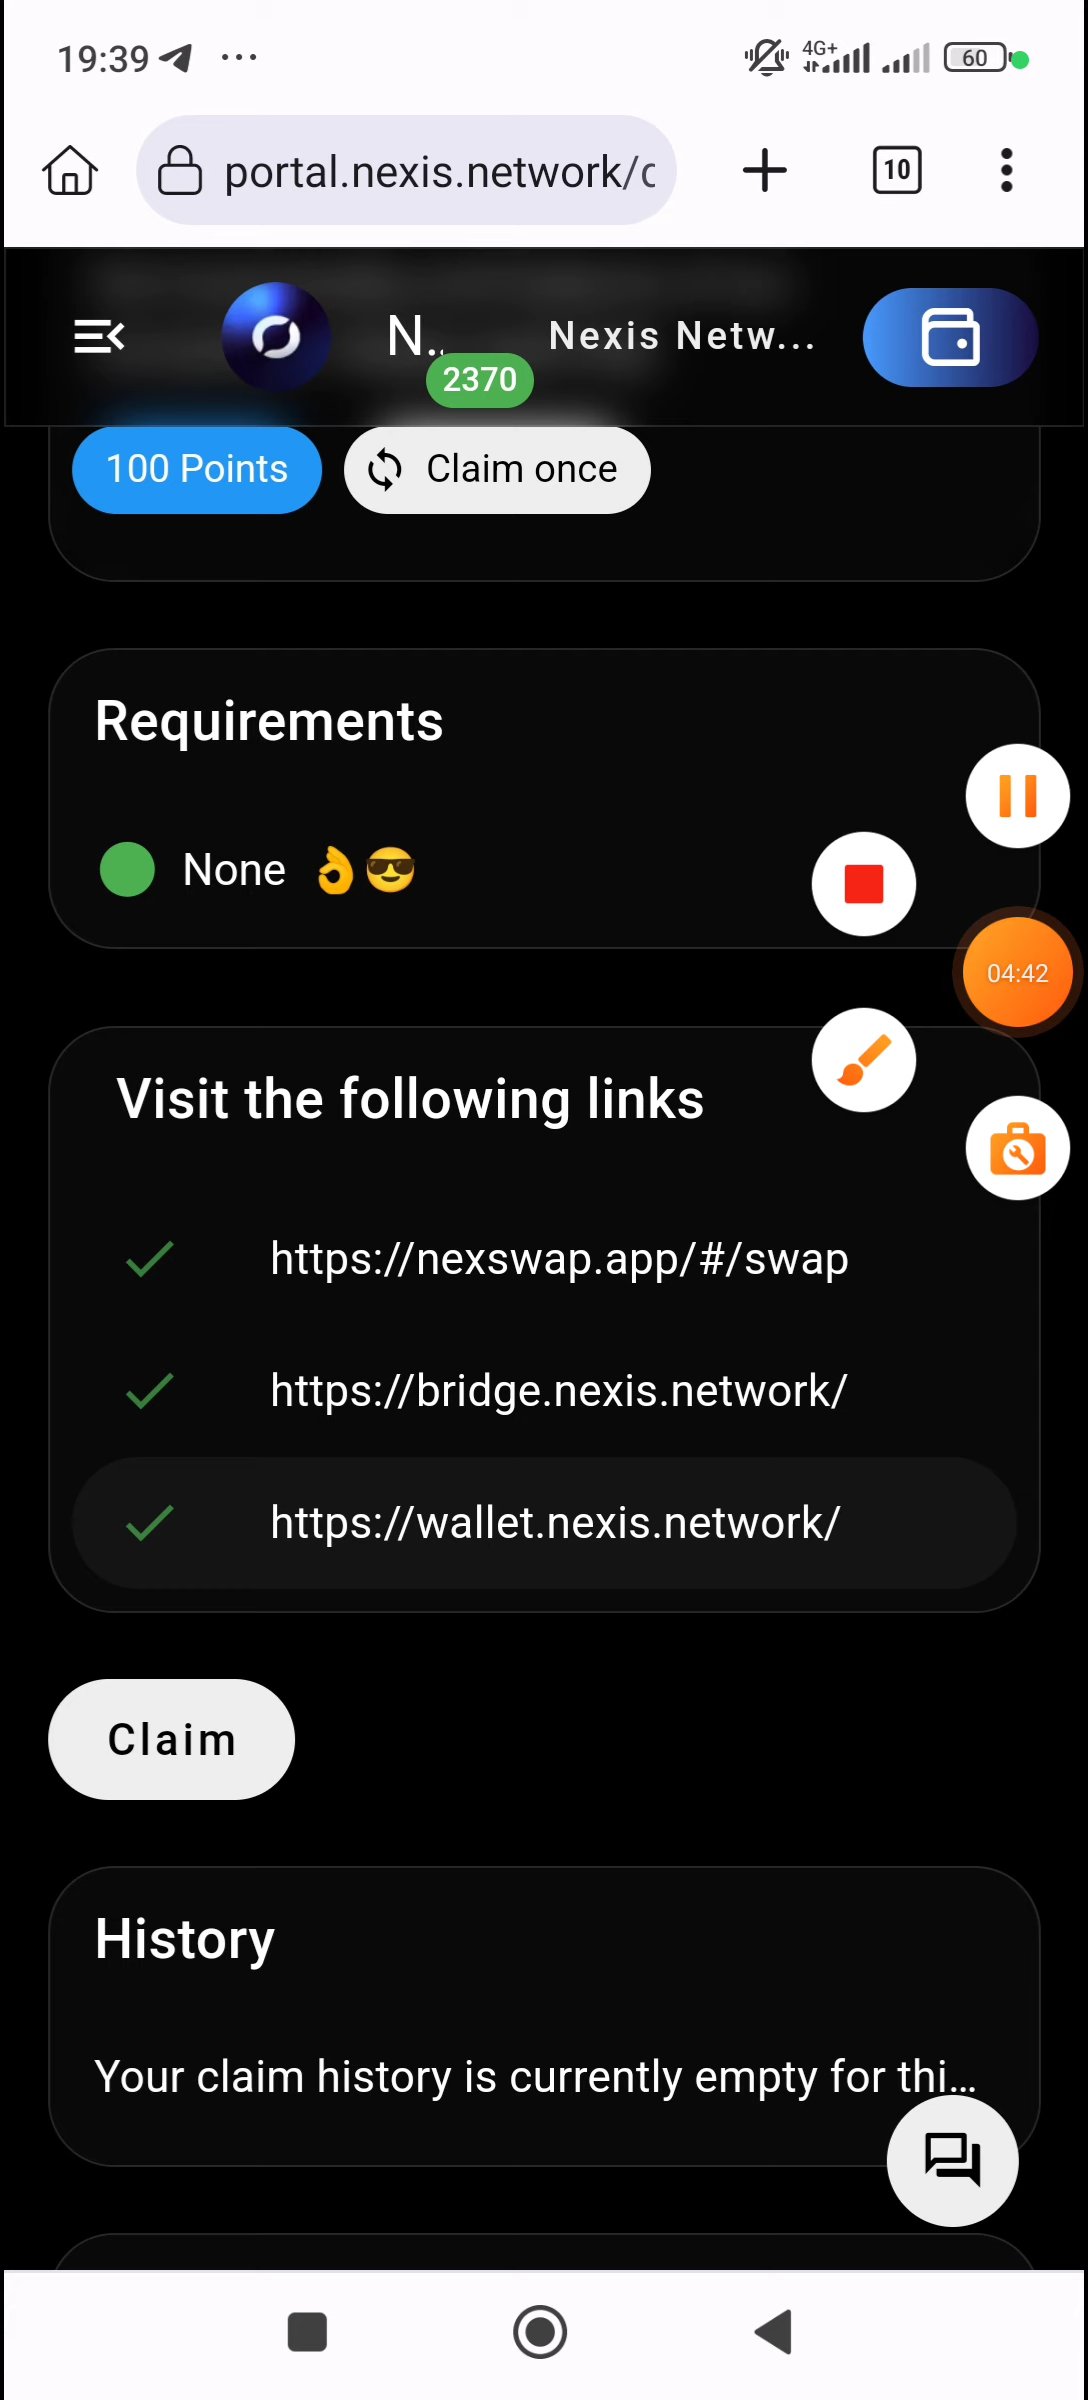 19:39
4G+
60
portal.nexis.network/c
10
N..
2370
Nexis Netw...
100 Points
Claim once
Requirements
None 👌😎
04:42
Visit the following links
https://nexswap.app/#/swap
https://bridge.nexis.network/
https://wallet.nexis.network/
Claim
History
Your claim history is currently empty for thi...